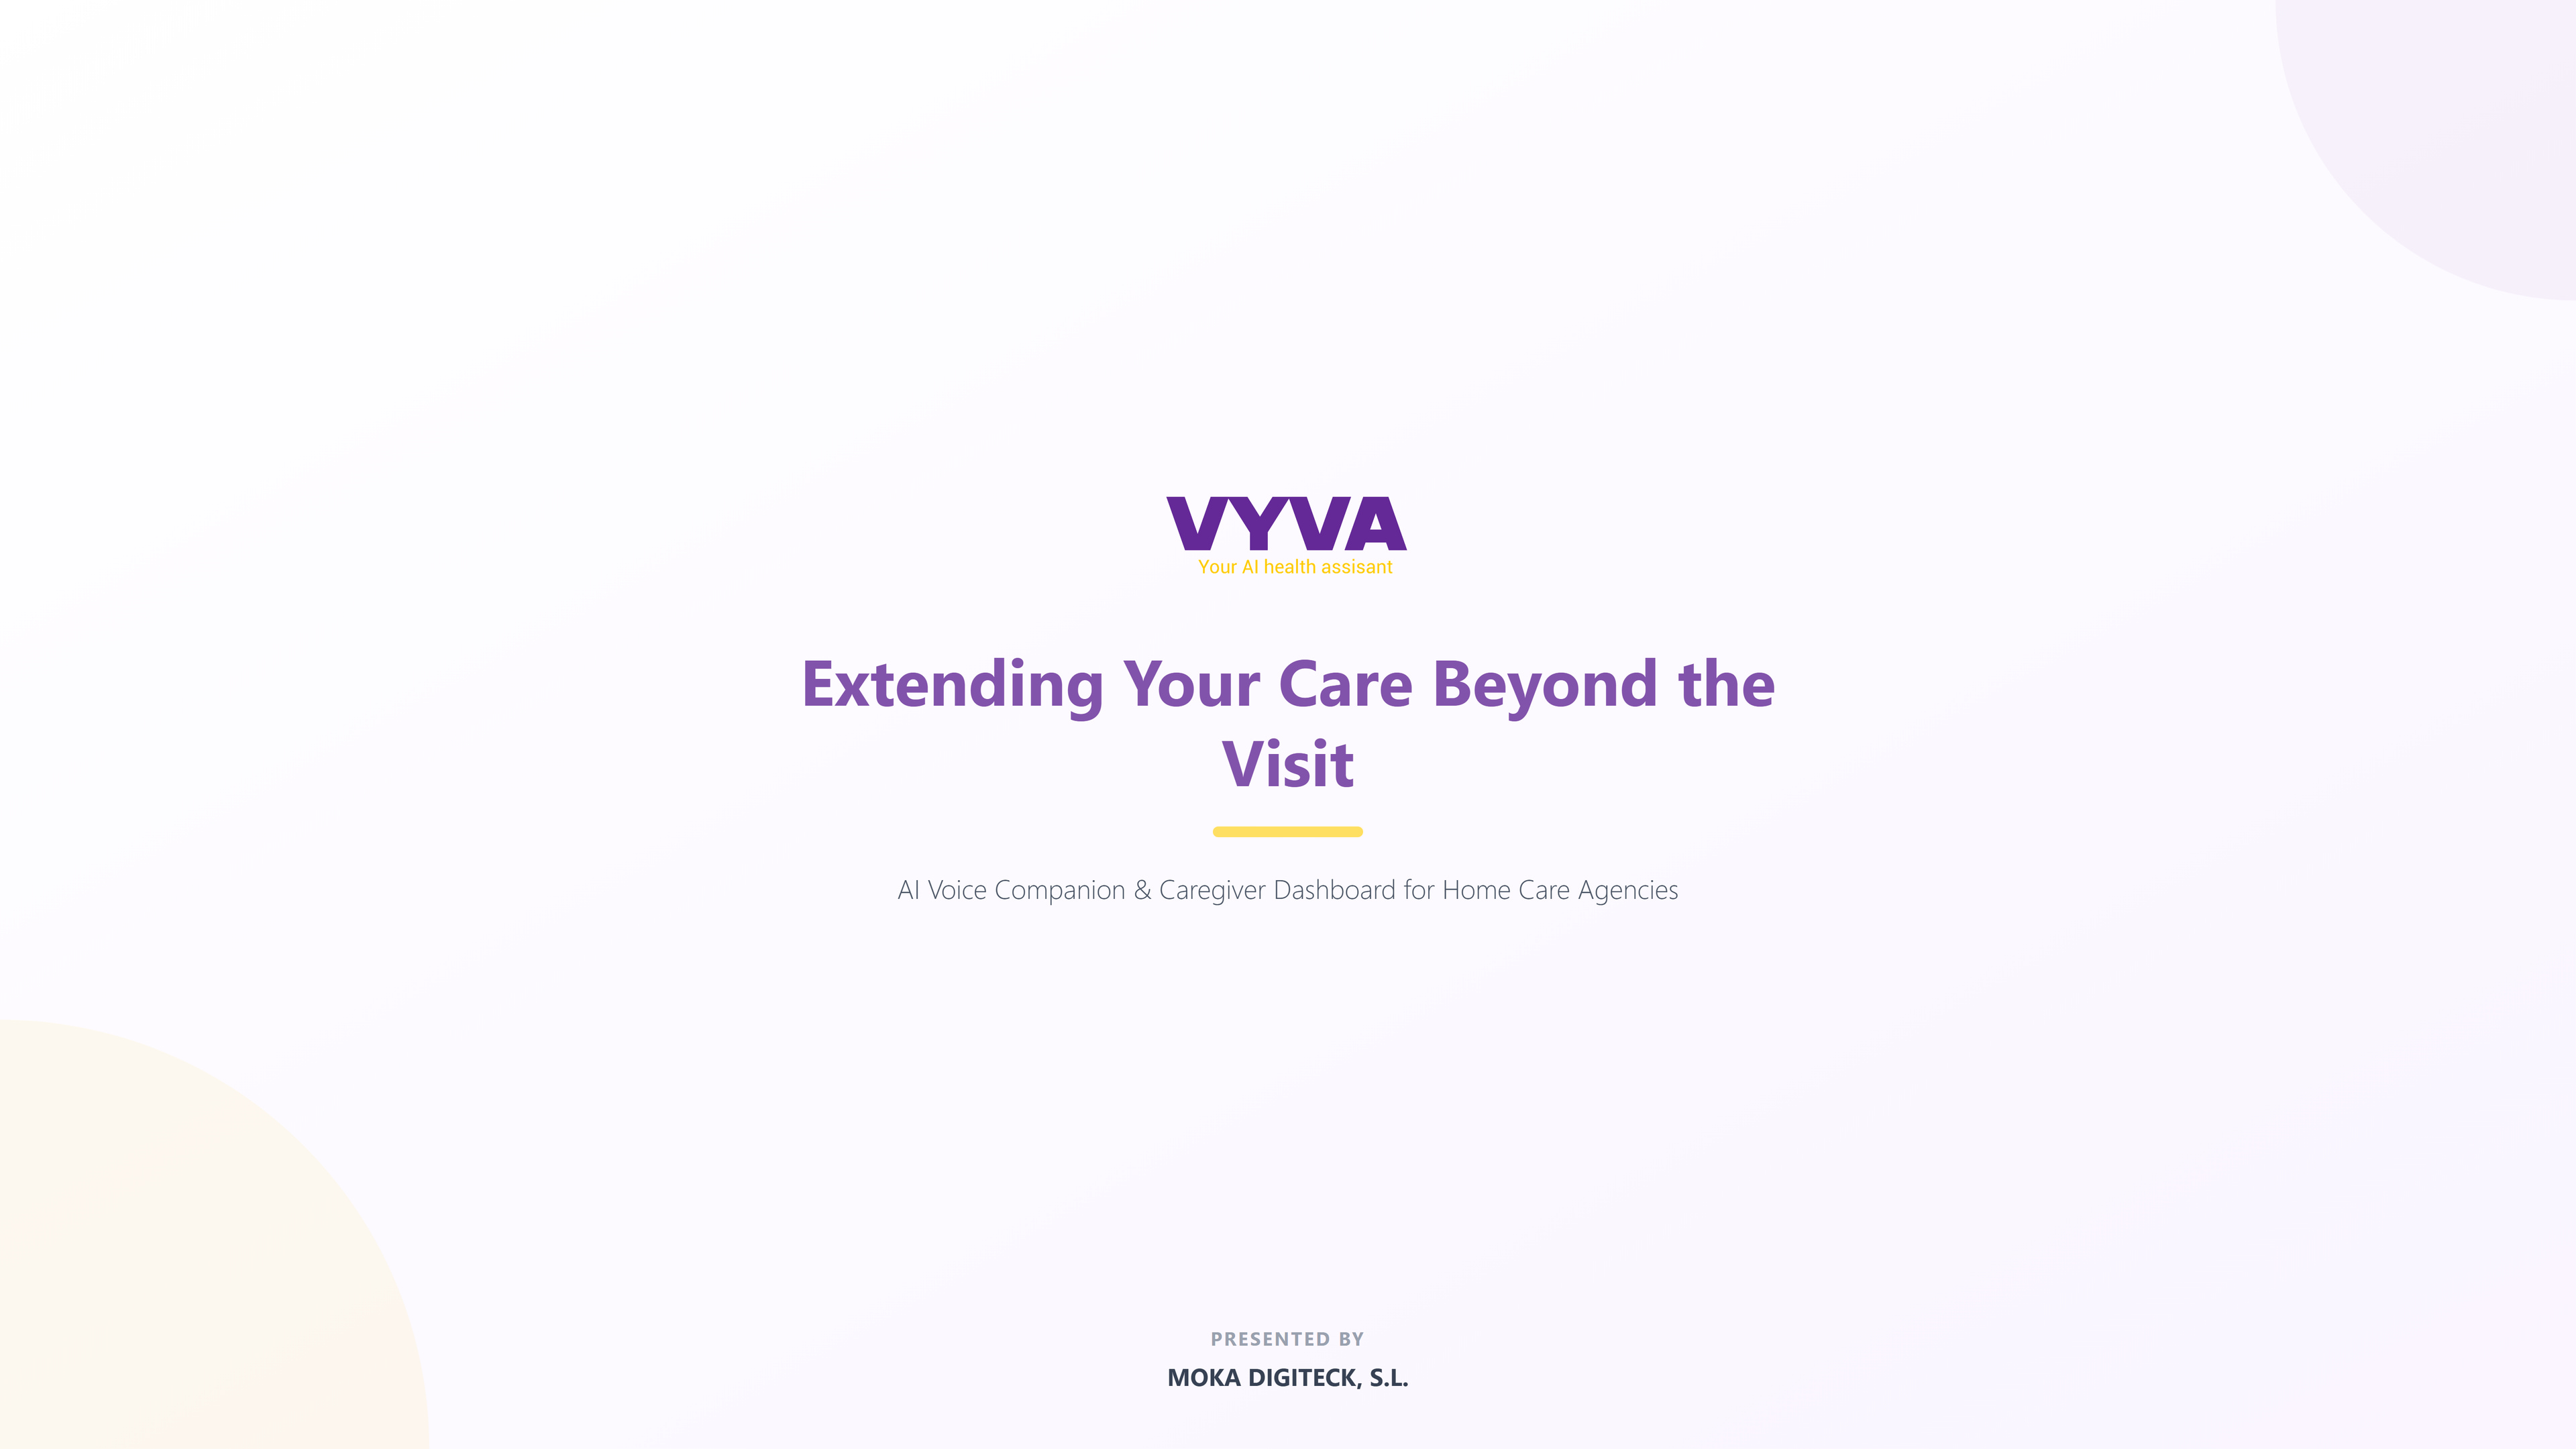 VYVA
Your AI health assisant
Extending Your Care Beyond the
Visit
AI Voice Companion & Caregiver Dashboard for Home Care Agencies
PRESENTED BY
MOKA DIGITECK, S.L.